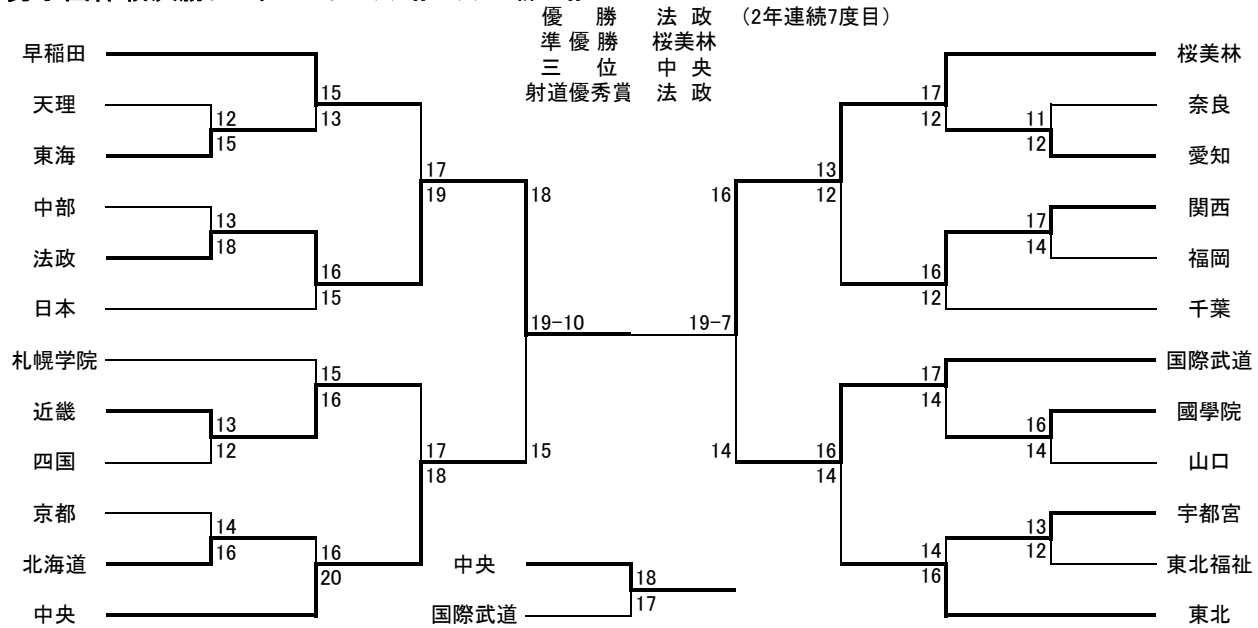 優 勝 法 政 (2年連続7度目)
準 優 勝 桜美林
三 位 中 央
射道優秀賞 法 政
早稲田
天理
東海
中部
法政
日本
札幌学院
近畿
四国
京都
北海道
中央
12
15
13
18
13
12
14
16
15
13
16
15
15
16
16
20
17
19
17
18
18
15
19-10
19-7
16
14
13
12
16
14
17
12
16
12
17
14
14
16
11
12
17
14
16
14
13
12
桜美林
奈良
愛知
関西
福岡
千葉
国際武道
國學院
山口
宇都宮
東北福祉
東北
中央
国際武道
18
17